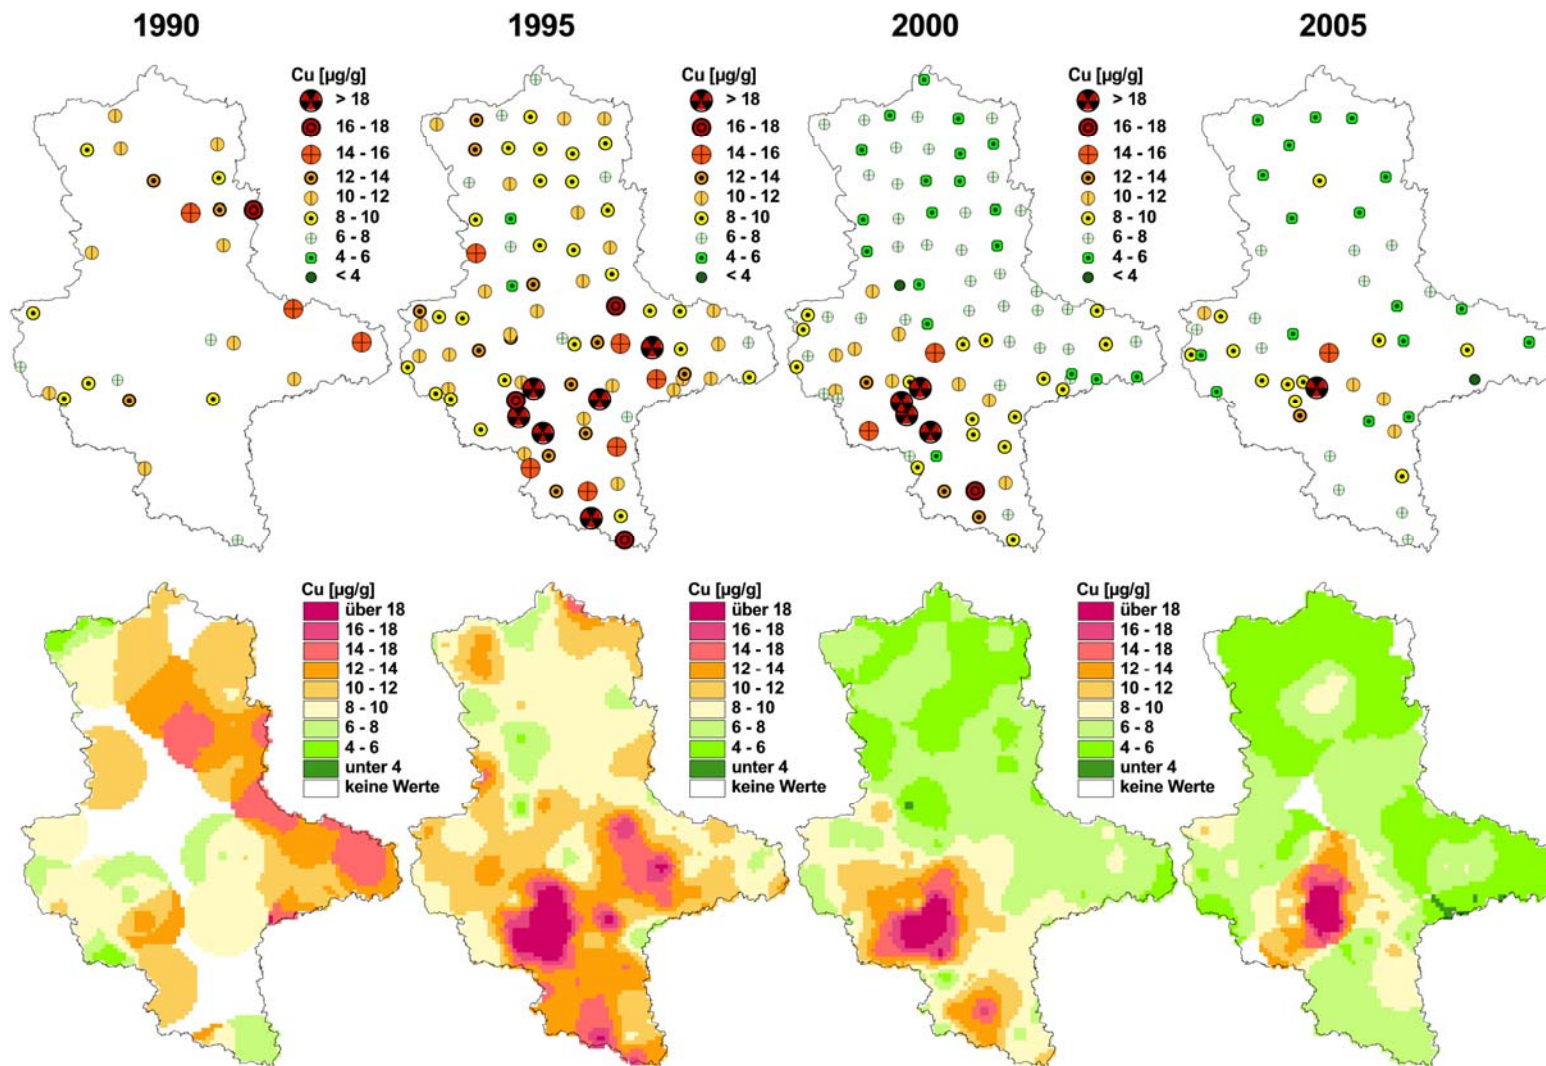 1990
1995
2000
2005
Cu [µg/g]
> 18
16 - 18
14 - 16
12 - 14
10 - 12
8 - 10
6 - 8
4 - 6
< 4
Cu [µg/g]
> 18
16 - 18
14 - 16
12 - 14
10 - 12
8 - 10
6 - 8
4 - 6
< 4
Cu [µg/g]
> 18
16 - 18
14 - 16
12 - 14
10 - 12
8 - 10
6 - 8
4 - 6
< 4
Cu [µg/g]
über 18
16 - 18
14 - 18
12 - 14
10 - 12
8 - 10
6 - 8
4 - 6
unter 4
keine Werte
Cu [µg/g]
über 18
16 - 18
14 - 18
12 - 14
10 - 12
8 - 10
6 - 8
4 - 6
unter 4
keine Werte
Cu [µg/g]
über 18
16 - 18
14 - 18
12 - 14
10 - 12
8 - 10
6 - 8
4 - 6
unter 4
keine Werte